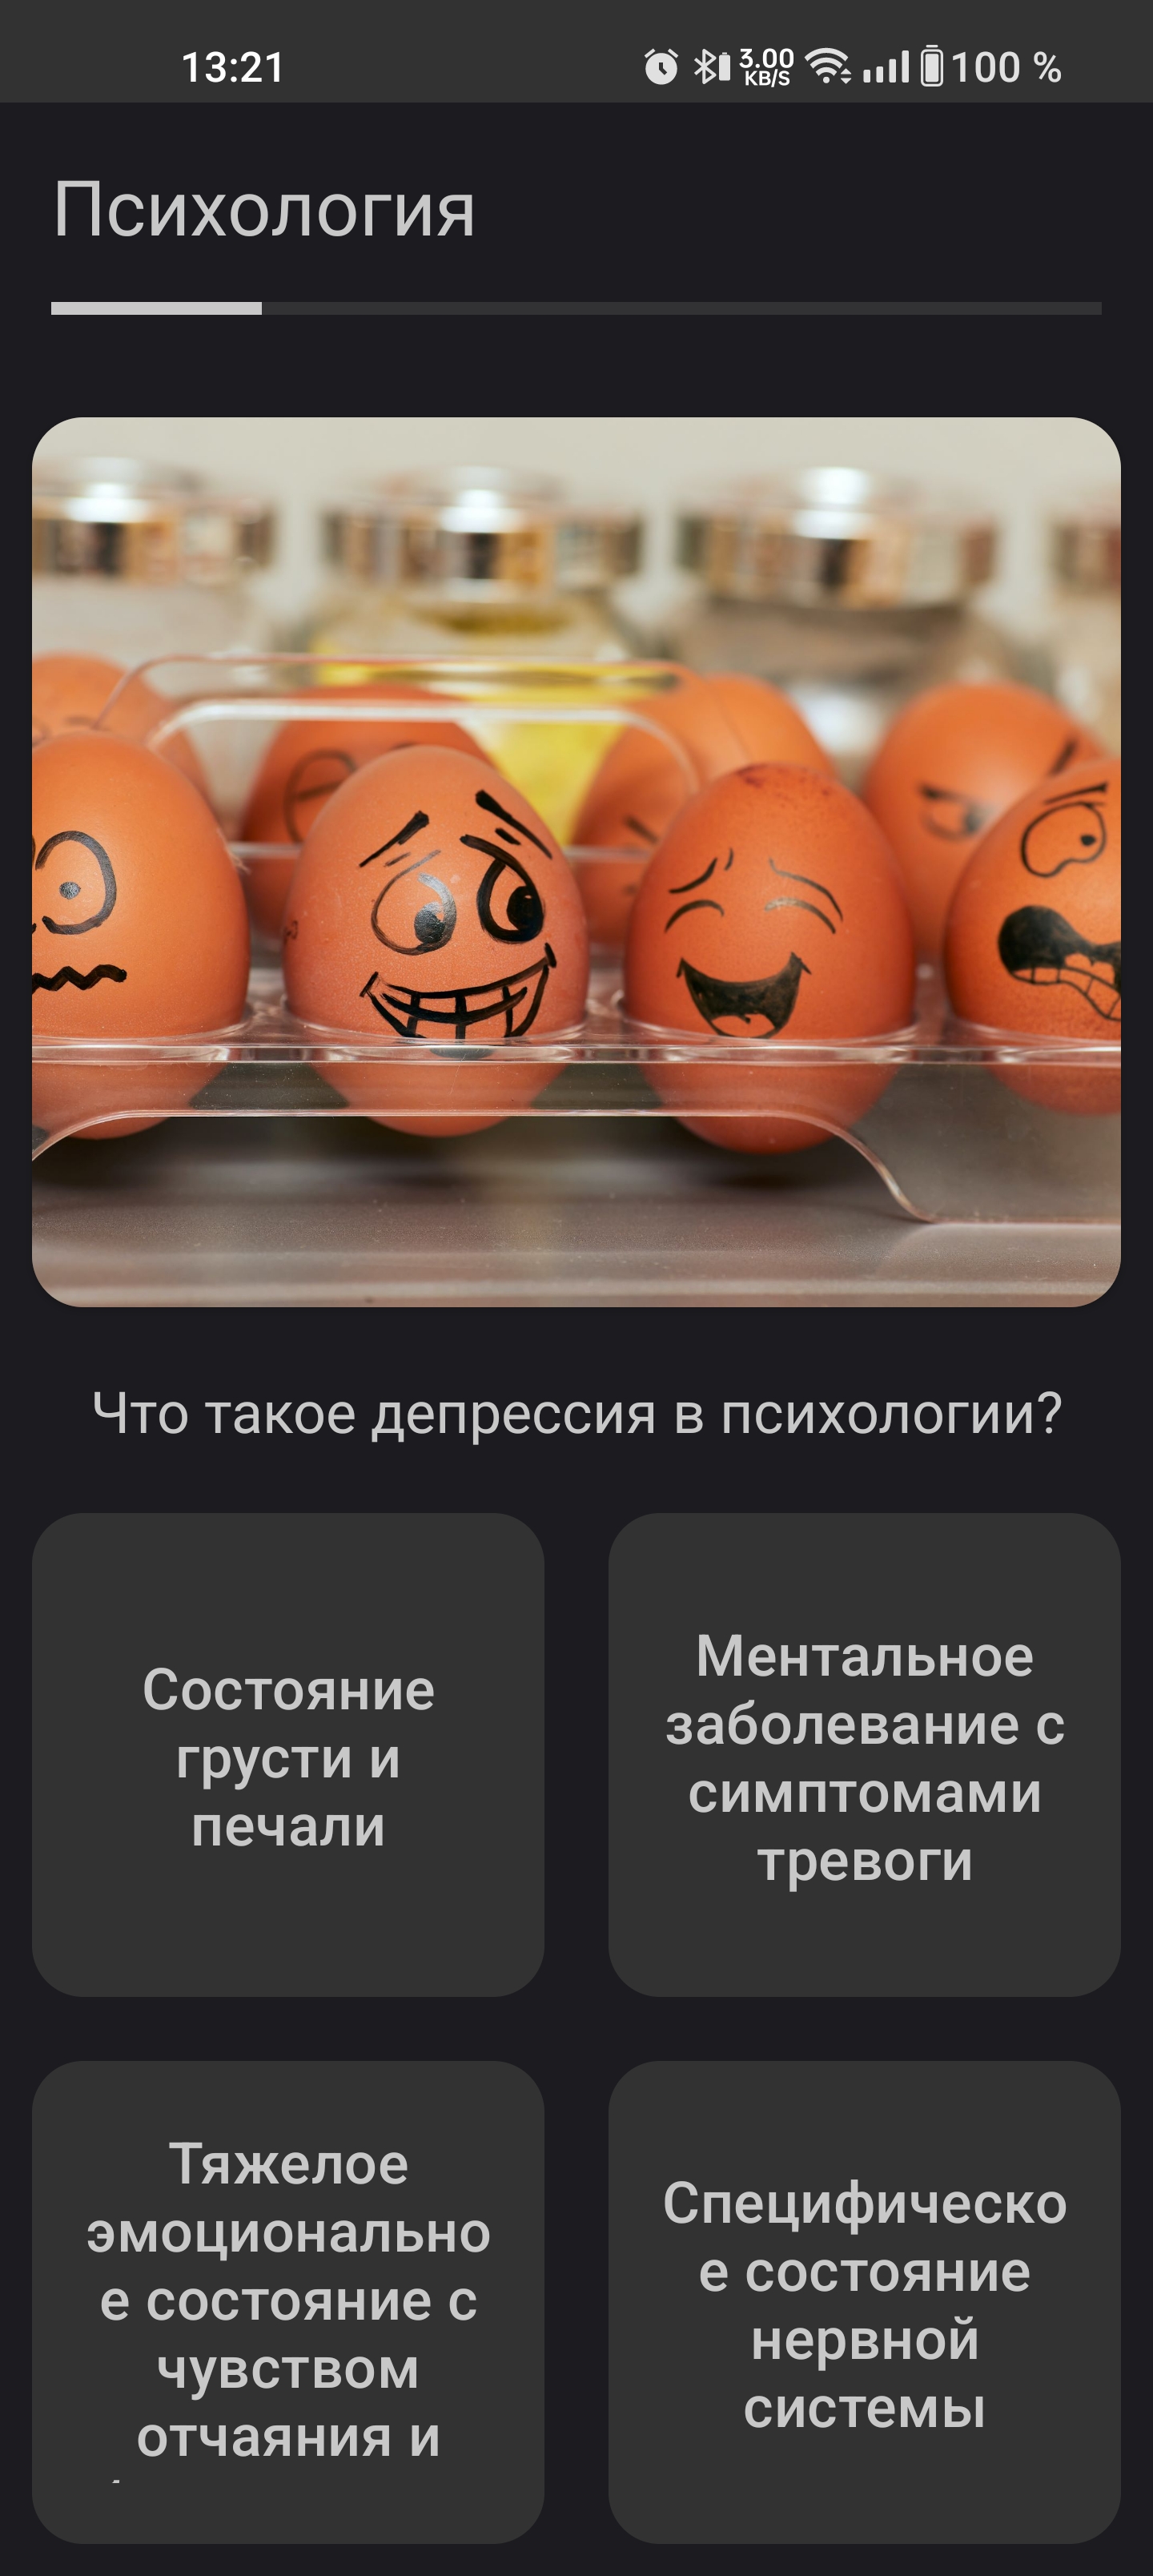 13:21
3.00
KB/S
100 %
Психология
Что такое депрессия в психологии?
Состояние
грусти и
печали
Ментальное
заболевание с
симптомами
тревоги
Тяжелое
эмоционально
е состояние с
чувством
отчаяния и
Специфическо
е состояние
нервной
системы